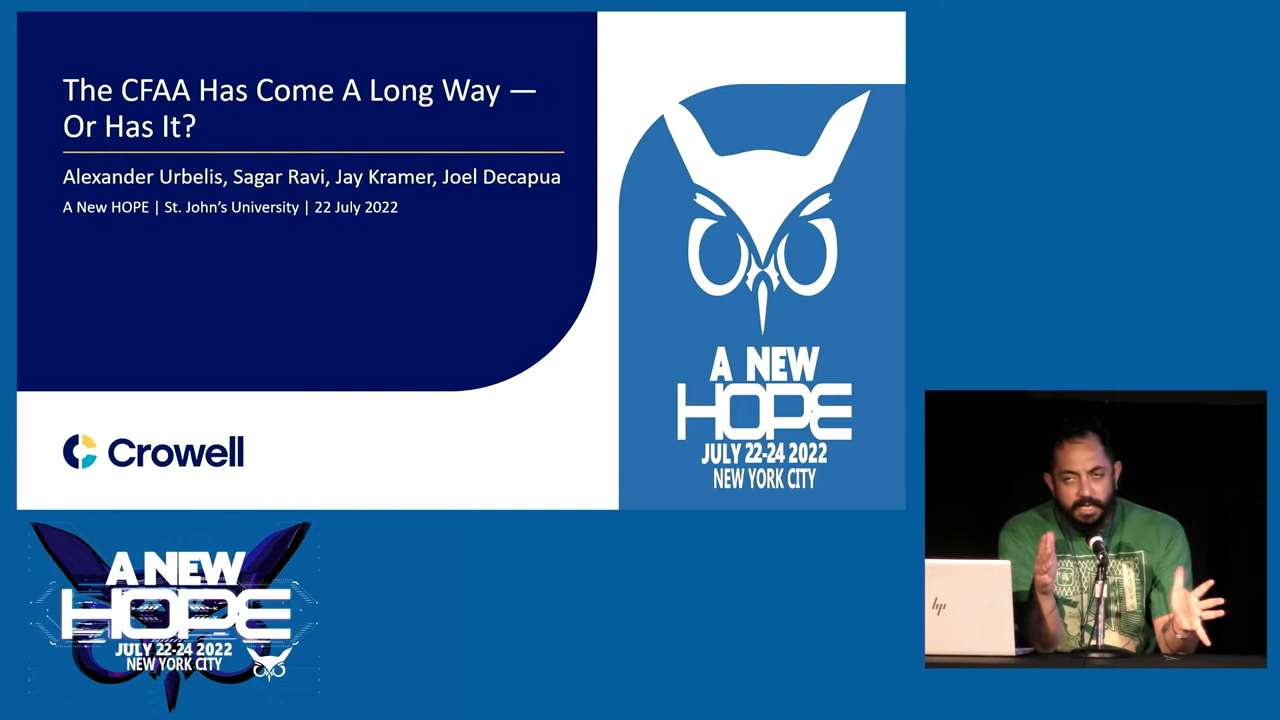 The CFAA Has Come A Long Way —
Or Has It?
Alexander Urbelis, Sagar Ravi, Jay Kramer, Joel Decapua
A New HOPE | St. John's University | 22 July 2022
Crowell
A NEW
HOPE
JULY 22-24 2022
NEW YORK CITY
A NEW
HOPE
JULY 22-24 2022
NEW YORK CITY
hp